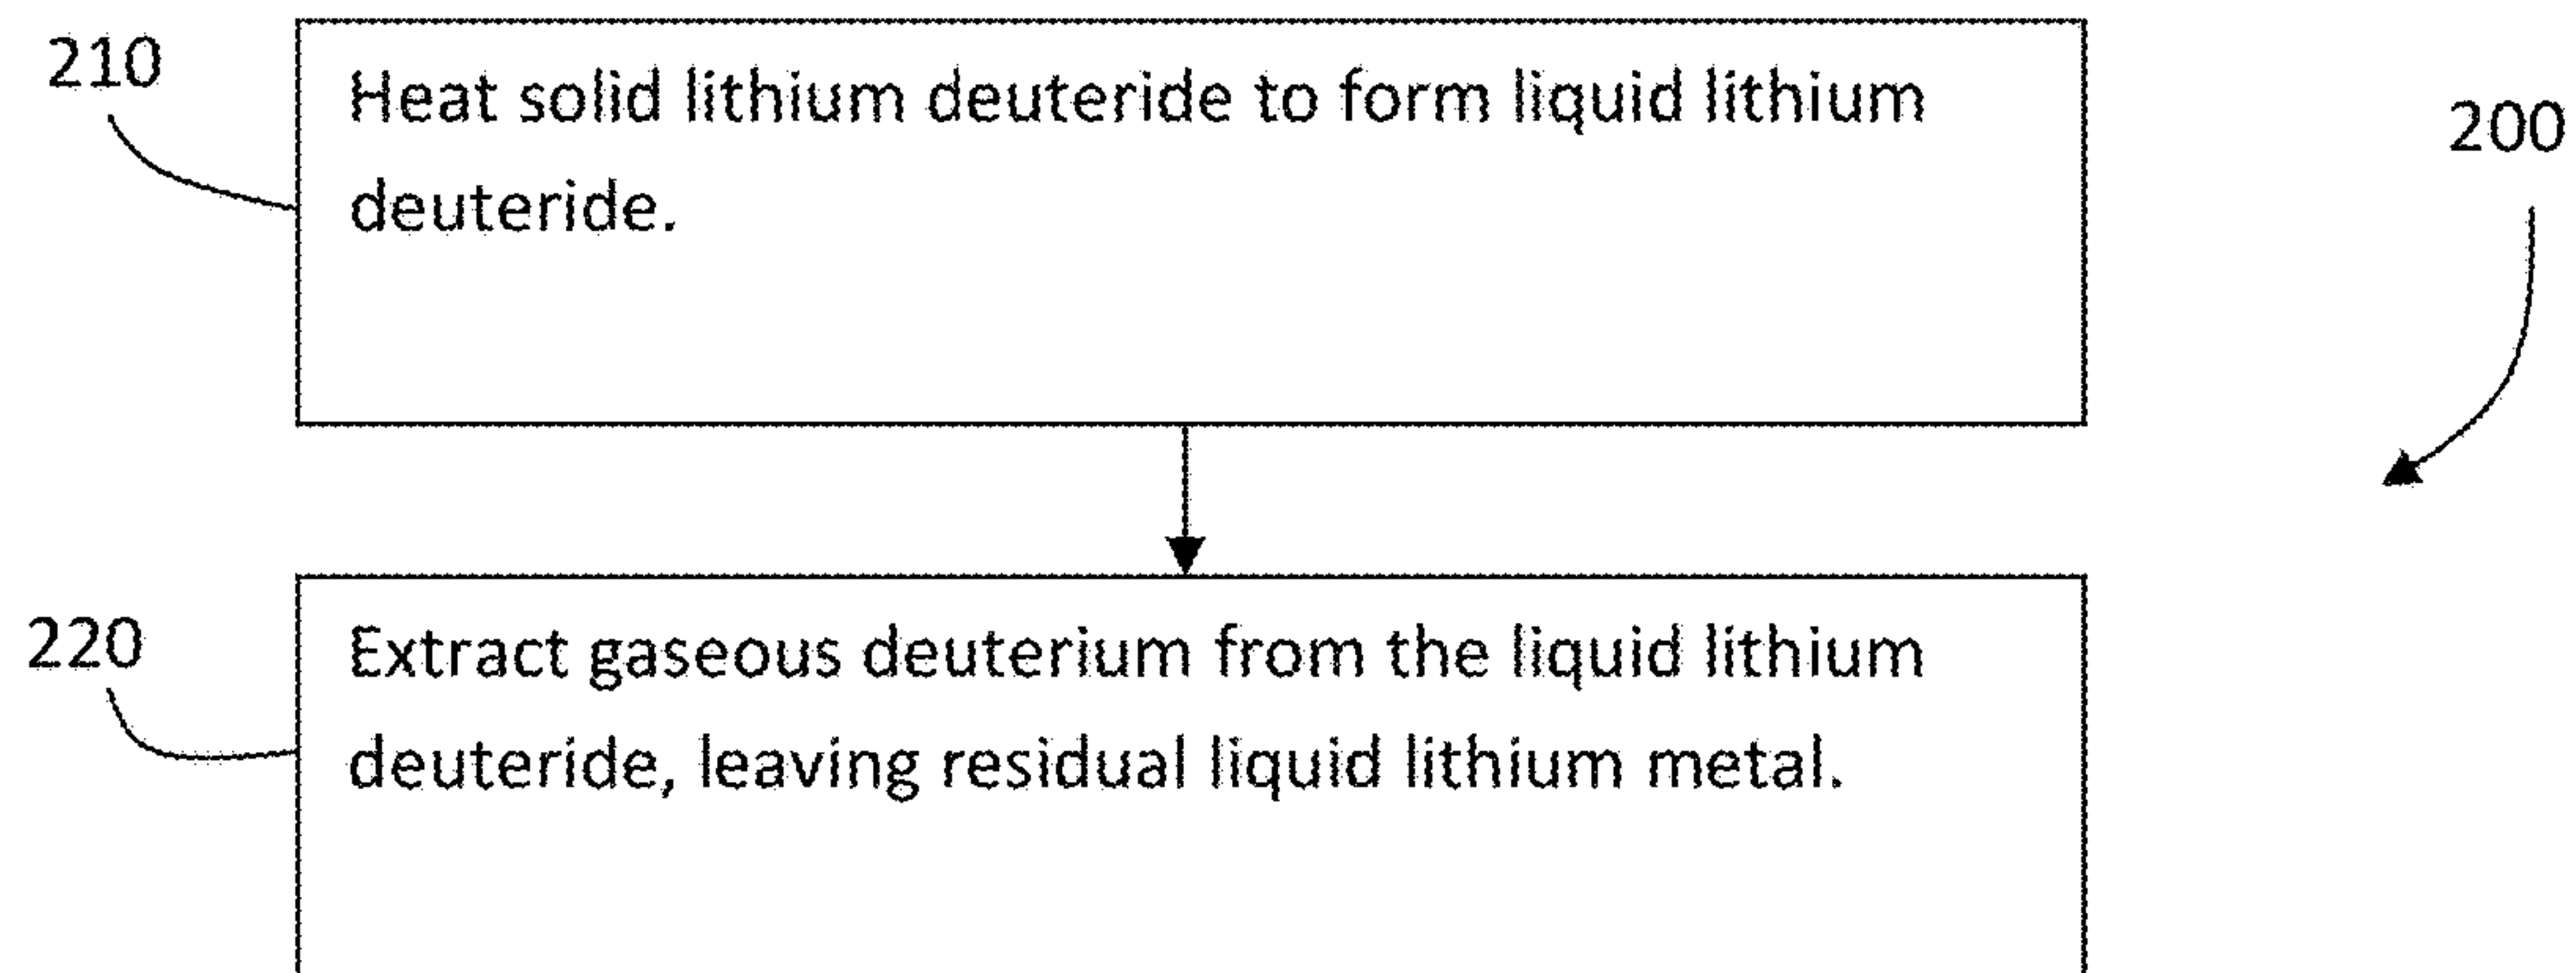 210
Heat solid lithium deuteride to form liquid lithium
deuteride.
200
220
Extract gaseous deuterium from the liquid lithium
deuteride, leaving residual liquid lithium metal.